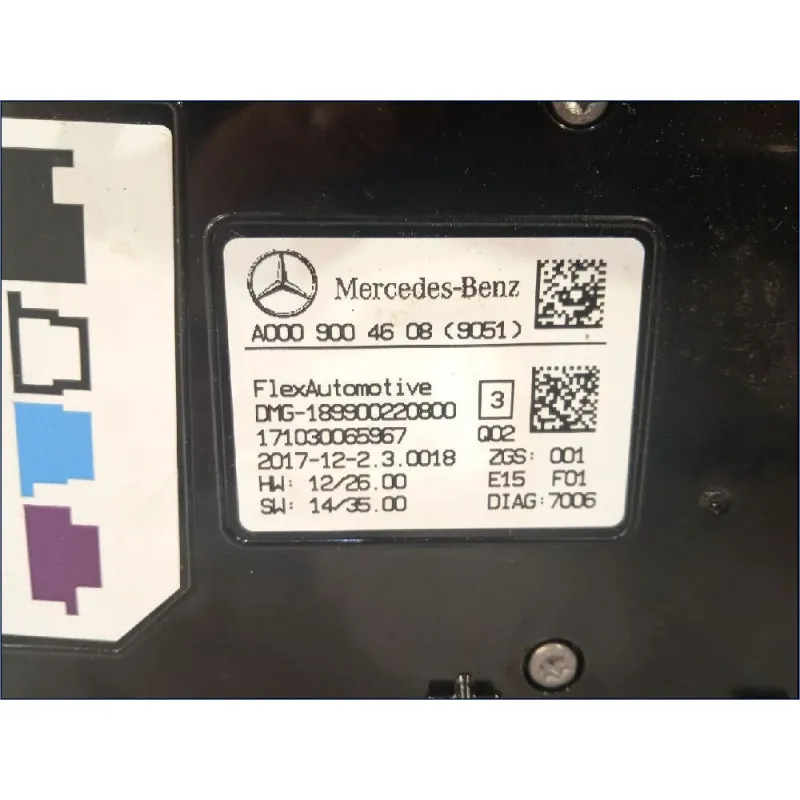 Mercedes-Benz
A000 900 46 08 (9051)
FlexAutomotive
DMG-189900220800
3
171030065967
Q02
2017-12-2.3.0018
ZGS: 001
HW: 12/26.00
E15 F01
SW: 14/35.00
DIAG:7006